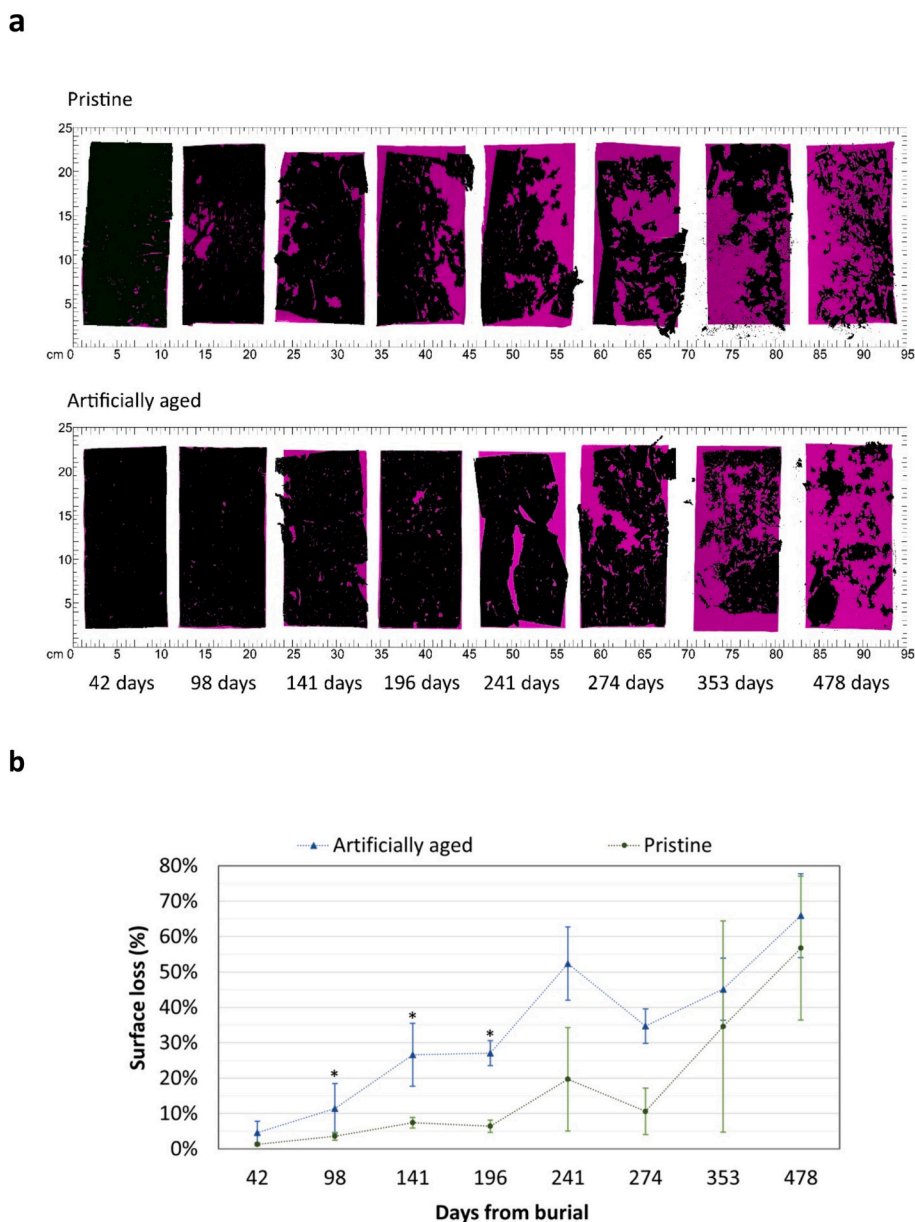 a
Pristine
25
20
15
10
5
cm 0 5 10 15 20 25 30 35 40 45 50 55 60 65 70 75 80 85 90 95
Artificially aged
25
20
15
10
5
cm 0 5 10 15 20 25 30 35 40 45 50 55 60 65 70 75 80 85 90 95
42 days 98 days 141 days 196 days 241 days 274 days 353 days 478 days
b
Artificially aged Pristine
80%
70%
60%
50%
40%
30%
20%
10%
0%
Surface loss (%)
* * *
42 98 141 196 241 274 353 478
Days from burial